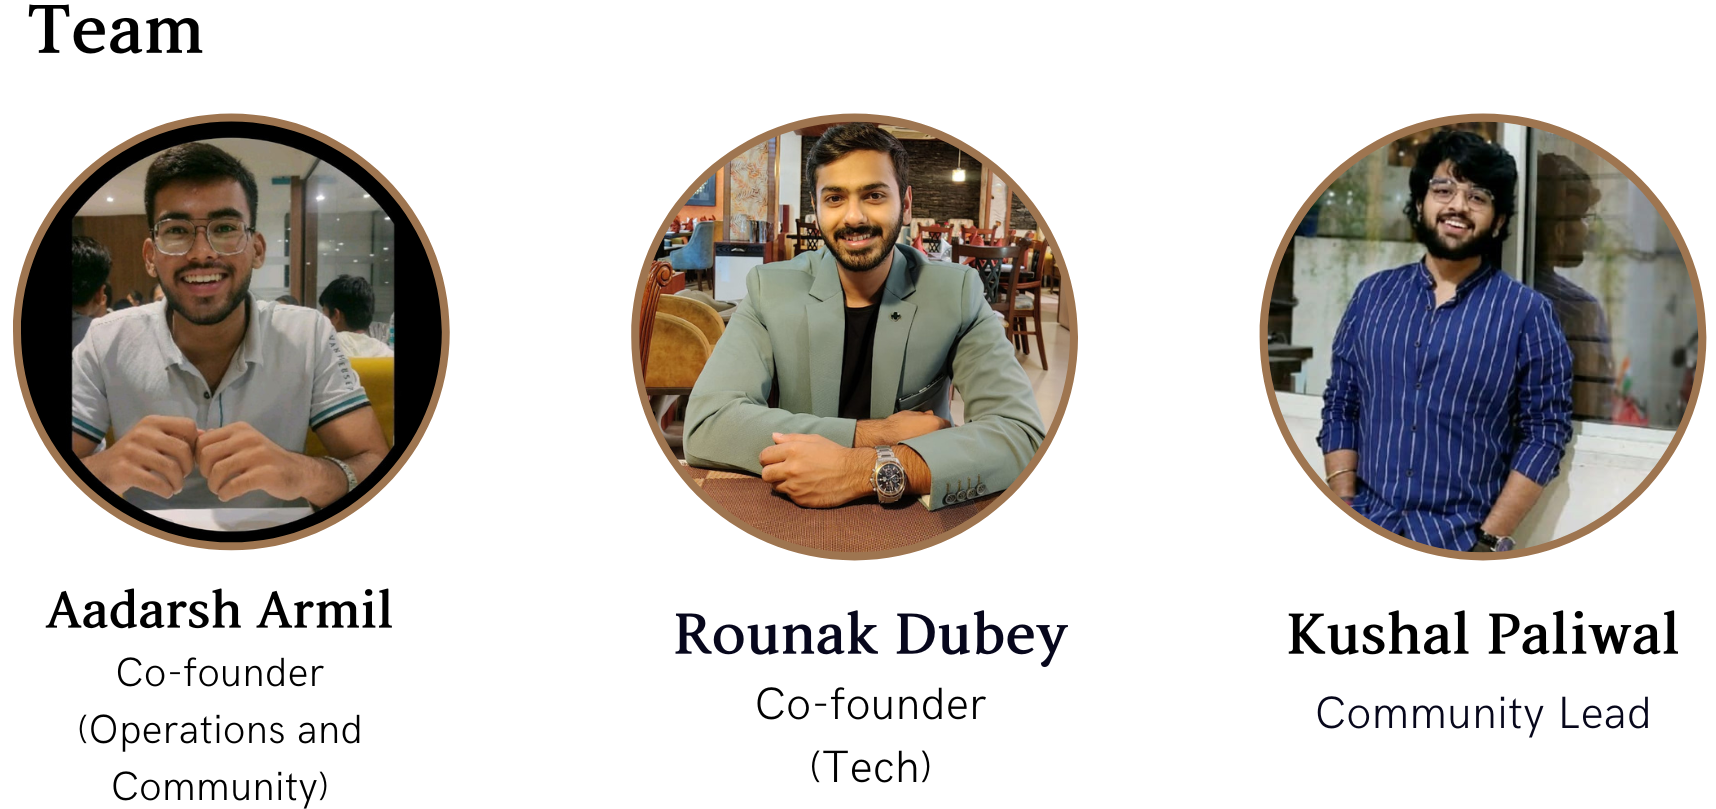 Team
Aadarsh Armil
Co-founder
(Operations and
Community)
Rounak Dubey
Co-founder
(Tech)
Kushal Paliwal
Community Lead